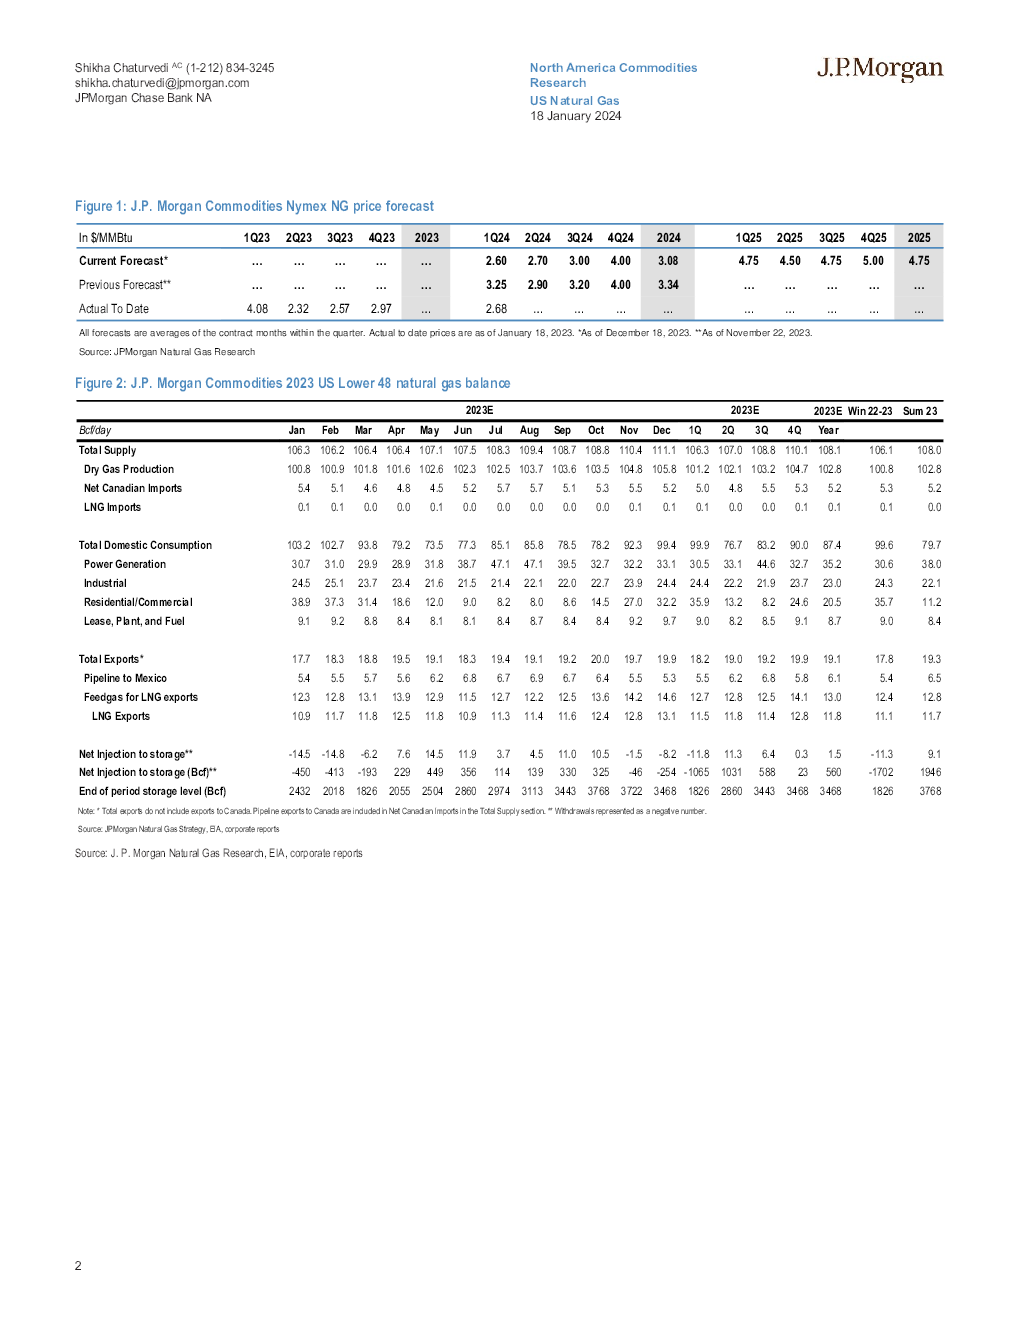 Shikha Chaturvedi AC (1-212) 834-3245
shikha.chaturvedi@jpmorgan.com
JPMorgan Chase Bank NA
North America Commodities
Research
US Natural Gas
18 January 2024
J.P.Morgan
Figure 1: J.P. Morgan Commodities Nymex NG price forecast
In $/MMBtu 1Q23 2Q23 3Q23 4Q23 2023 1Q24 2Q24 3Q24 4Q24 2024 1Q25 2Q25 3Q25 4Q25 2025
Current Forecast* ... ... ... ... ... 2.60 2.70 3.00 4.00 3.08 4.75 4.50 4.75 5.00 4.75
Previous Forecast** ... ... ... ... ... 3.25 2.90 3.20 4.00 3.34 ... ... ... ... ...
Actual To Date 4.08 2.32 2.57 2.97 ... 2.68 ... ... ... ... ... ... ... ... ...
All forecasts are averages of the contract months within the quarter. Actual to date prices are as of January 18, 2023. *As of December 18, 2023. **As of November 22, 2023.
Source: JPMorgan Natural Gas Research
Figure 2: J.P. Morgan Commodities 2023 US Lower 48 natural gas balance
2023E 2023E 2023E Win 22-23 Sum 23
Bcf/day Jan Feb Mar Apr May Jun Jul Aug Sep Oct Nov Dec 1Q 2Q 3Q 4Q Year
Total Supply 106.3 106.2 106.4 106.4 107.1 107.5 108.3 109.4 108.7 108.8 110.4 111.1 106.3 107.0 108.8 110.1 108.1 106.1 108.0
Dry Gas Production 100.8 100.9 101.8 101.6 102.6 102.3 102.5 103.7 103.6 103.5 104.8 105.8 101.2 102.1 103.2 104.7 102.8 100.8 102.8
Net Canadian Imports 5.4 5.1 4.6 4.8 4.5 5.2 5.7 5.7 5.1 5.3 5.5 5.2 5.0 4.8 5.5 5.3 5.2 5.3 5.2
LNG Imports 0.1 0.1 0.0 0.0 0.1 0.0 0.0 0.0 0.0 0.0 0.1 0.1 0.1 0.0 0.0 0.1 0.1 0.1 0.0
Total Domestic Consumption 103.2 102.7 93.8 79.2 73.5 77.3 85.1 85.8 78.5 78.2 92.3 99.4 99.9 76.7 83.2 90.0 87.4 99.6 79.7
Power Generation 30.7 31.0 29.9 28.9 31.8 38.7 47.1 47.1 39.5 32.7 32.2 33.1 30.5 33.1 44.6 32.7 35.2 30.6 38.0
Industrial 24.5 25.1 23.7 23.4 21.6 21.5 21.4 22.1 22.0 22.7 23.9 24.4 24.4 22.2 21.9 23.7 23.0 24.3 22.1
Residential/Commercial 38.9 37.3 31.4 18.6 12.0 9.0 8.2 8.0 8.6 14.5 27.0 32.2 35.9 13.2 8.2 24.6 20.5 35.7 11.2
Lease, Plant, and Fuel 9.1 9.2 8.8 8.4 8.1 8.1 8.4 8.7 8.4 8.4 9.2 9.7 9.0 8.2 8.5 9.1 8.7 9.0 8.4
Total Exports* 17.7 18.3 18.8 19.5 19.1 18.3 19.4 19.1 19.2 20.0 19.7 19.9 18.2 19.0 19.2 19.9 19.1 17.8 19.3
Pipeline to Mexico 5.4 5.5 5.7 5.6 6.2 6.8 6.7 6.9 6.7 6.4 5.5 5.3 5.5 6.2 6.8 5.8 6.1 5.4 6.5
Feedgas for LNG exports 12.3 12.8 13.1 13.9 12.9 11.5 12.7 12.2 12.5 13.6 14.2 14.6 12.7 12.8 12.5 14.1 13.0 12.4 12.8
LNG Exports 10.9 11.7 11.8 12.5 11.8 10.9 11.3 11.4 11.6 12.4 12.8 13.1 11.5 11.8 11.4 12.8 11.8 11.1 11.7
Net Injection to storage** -14.5 -14.8 -6.2 7.6 14.5 11.9 3.7 4.5 11.0 10.5 -1.5 -8.2 -11.8 11.3 6.4 0.3 1.5 -11.3 9.1
Net Injection to storage (Bcf)** -450 -413 -193 229 449 356 114 139 330 325 -46 -254 -1065 1031 588 23 560 -1702 1946
End of period storage level (Bcf) 2432 2018 1826 2055 2504 2860 2974 3113 3443 3768 3722 3468 1826 2860 3443 3468 3468 1826 3768
Note: * Total exports do not include exports to Canada. Pipeline exports to Canada are included in Net Canadian Imports in the Total Supply section. ** Withdrawals represented as a negative number.
Source: JPMorgan Natural Gas Strategy, EIA, corporate reports
Source: J. P. Morgan Natural Gas Research, EIA, corporate reports
2